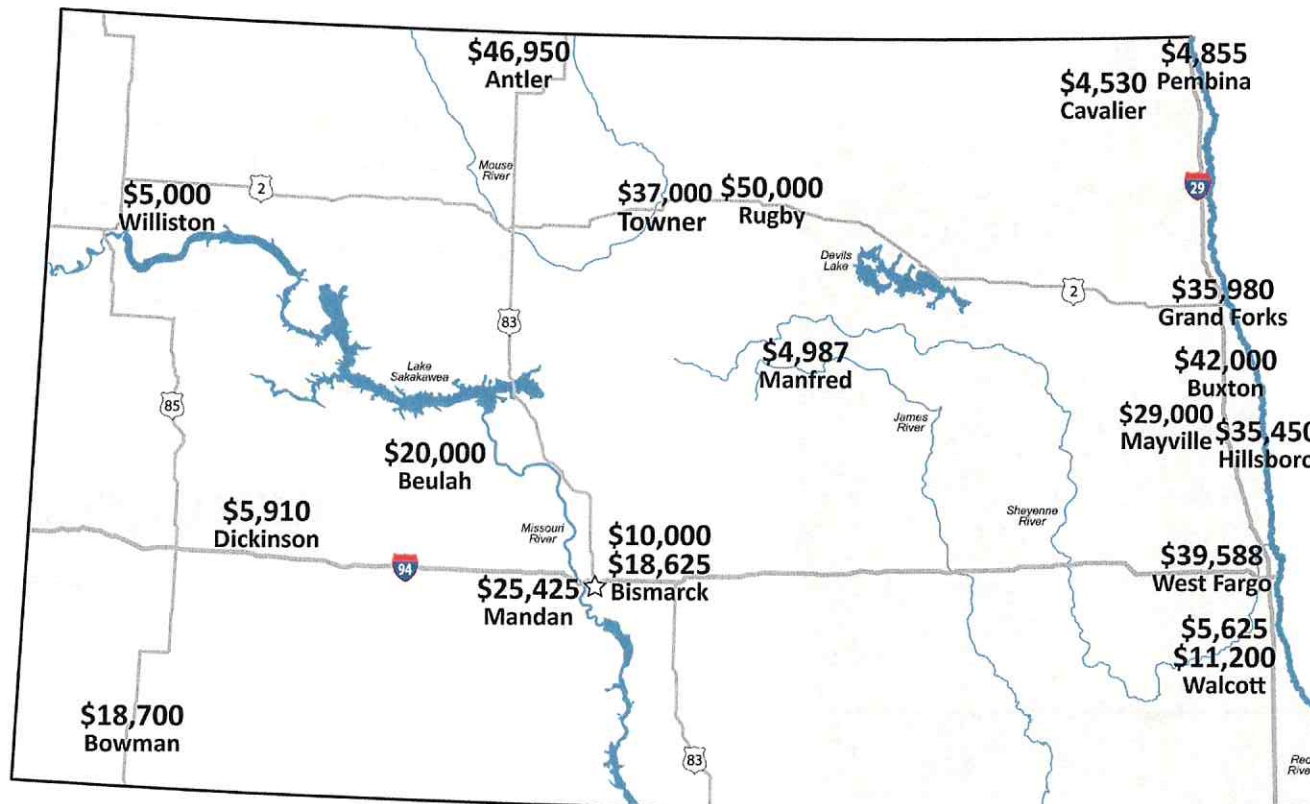 $46,950
Antler
$4,855
Pembina
$4,530
Cavalier
Mouse
River
29
$5,000
Williston
2
$37,000
Towner
$50,000
Rugby
Devils
Lake
2
$35,980
Grand Forks
83
$4,987
Manfred
$42,000
Buxton
Lake
Sakakawea
85
James
River
$29,000
Mayville
$35,450
Hillsboro
$20,000
Beulah
$5,910
Dickinson
Missouri
River
Sheyenne
River
$10,000
$18,625
Bismarck
94
$25,425
Mandan
$39,588
West Fargo
$5,625
$11,200
Walcott
$18,700
Bowman
83
Red
River